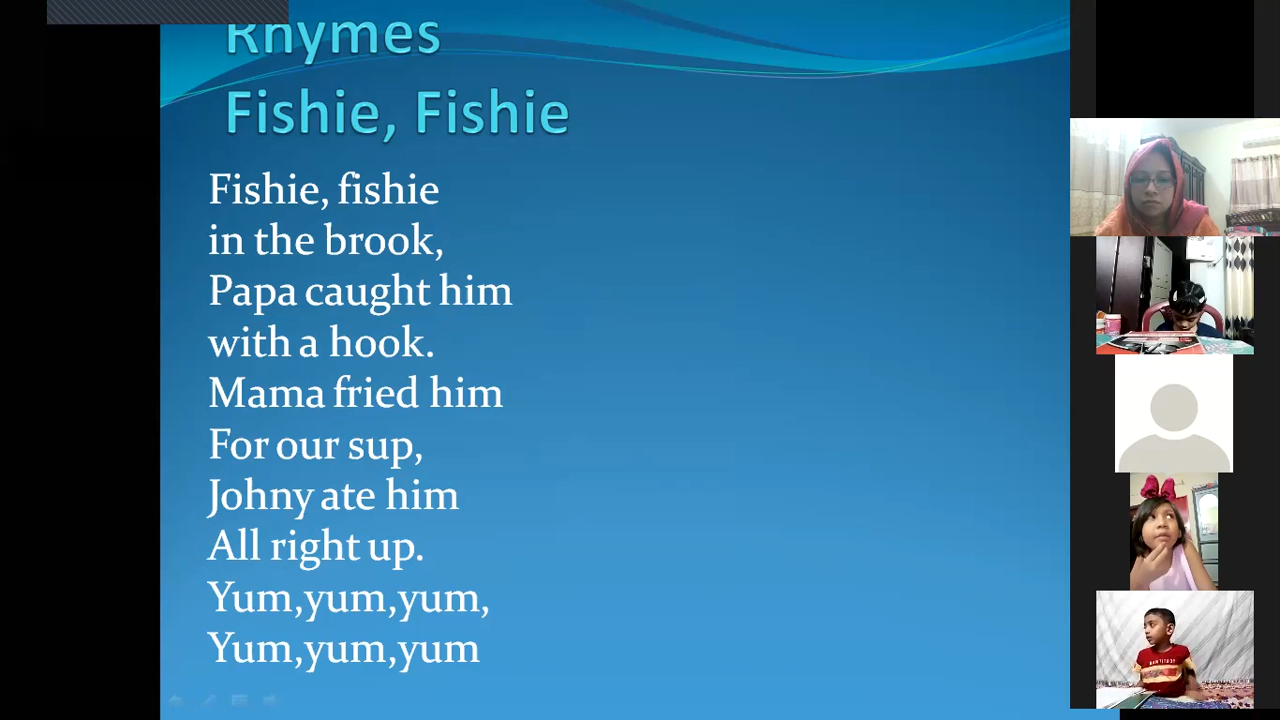 Rhymes
Fishie, Fishie
Fishie, fishie
in the brook,
Papa caught him
with a hook.
Mama fried him
For our sup,
Johny ate him
All right up.
Yum,yum,yum,
Yum,yum,yum